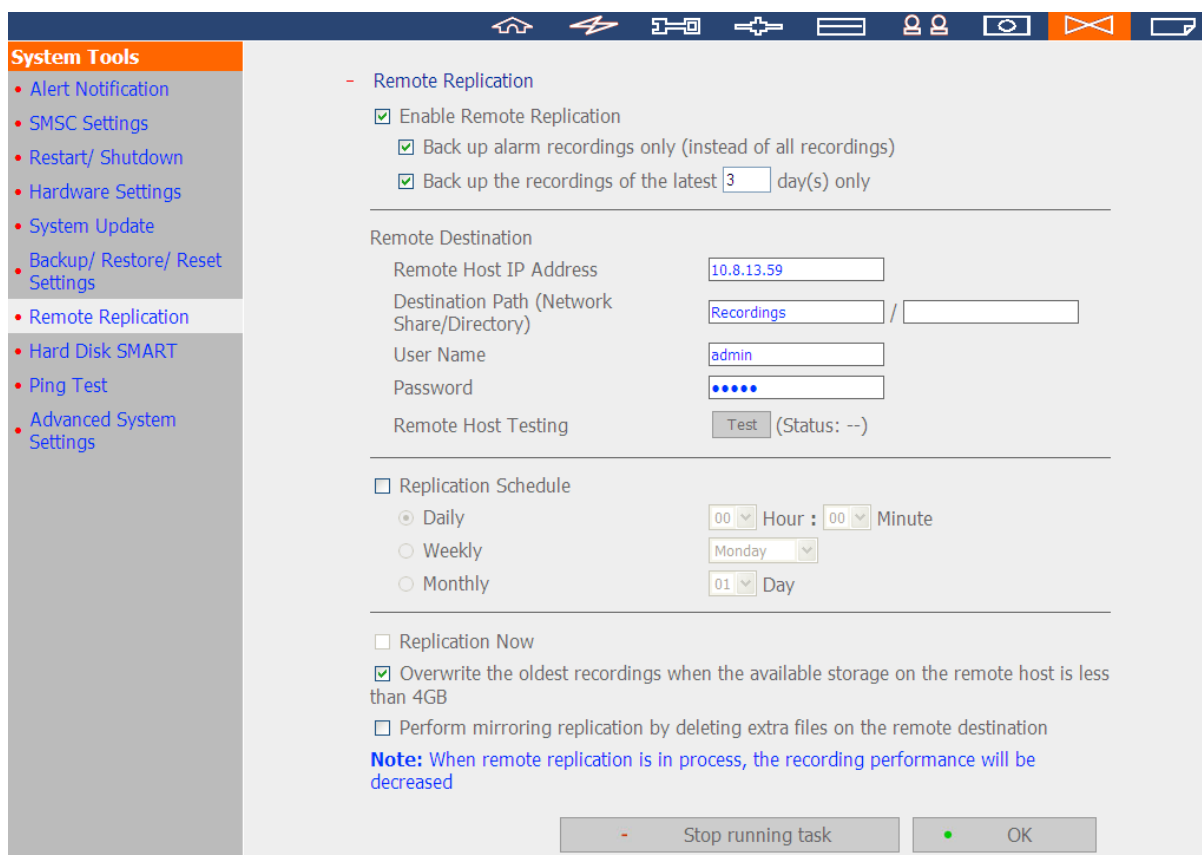 System Tools
Alert Notification
SMSC Settings
Restart/ Shutdown
Hardware Settings
System Update
Backup/ Restore/ Reset
Settings
Remote Replication
Hard Disk SMART
Ping Test
Advanced System
Settings
- Remote Replication
Enable Remote Replication
Back up alarm recordings only (instead of all recordings)
Back up the recordings of the latest 3 day(s) only
Remote Destination
Remote Host IP Address 10.8.13.59
Destination Path (Network
Share/Directory) Recordings /
User Name admin
Password •••••
Remote Host Testing Test (Status: --)
Replication Schedule
Daily 00 Hour : 00 Minute
Weekly Monday
Monthly 01 Day
Replication Now
Overwrite the oldest recordings when the available storage on the remote host is less
than 4GB
Perform mirroring replication by deleting extra files on the remote destination
Note: When remote replication is in process, the recording performance will be
decreased
- Stop running task • OK